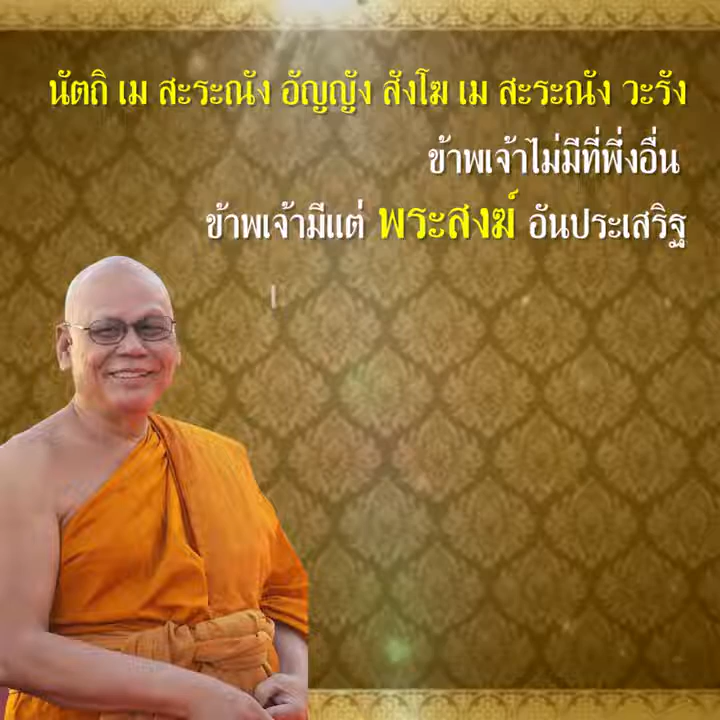 นัตถิ เม สะระณัง อัญญัง สังโฆ เม สะระณัง วะรัง
ข้าพเจ้าไม่มีที่พึ่งอื่น
ข้าพเจ้ามีแต่ พระสงฆ์ อันประเสริฐ